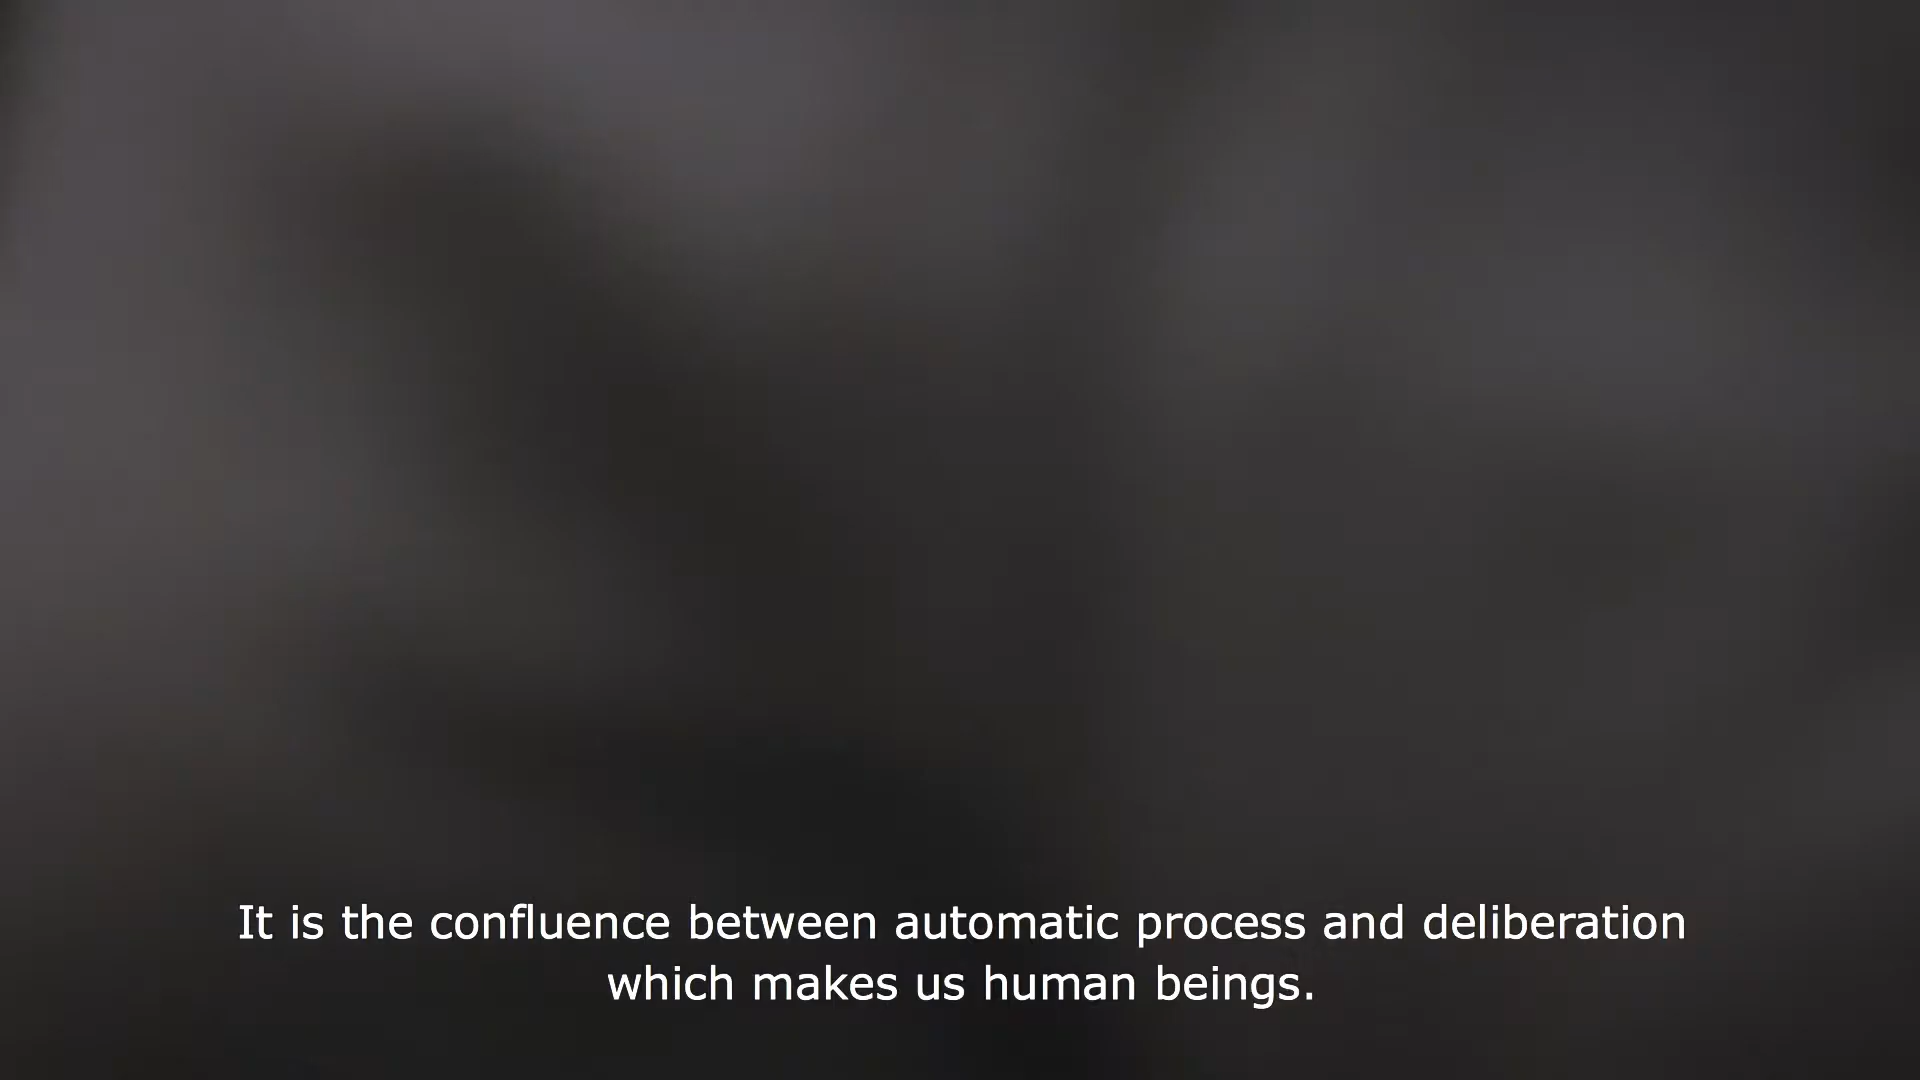 It is the confluence between automatic process and deliberation
which makes us human beings.